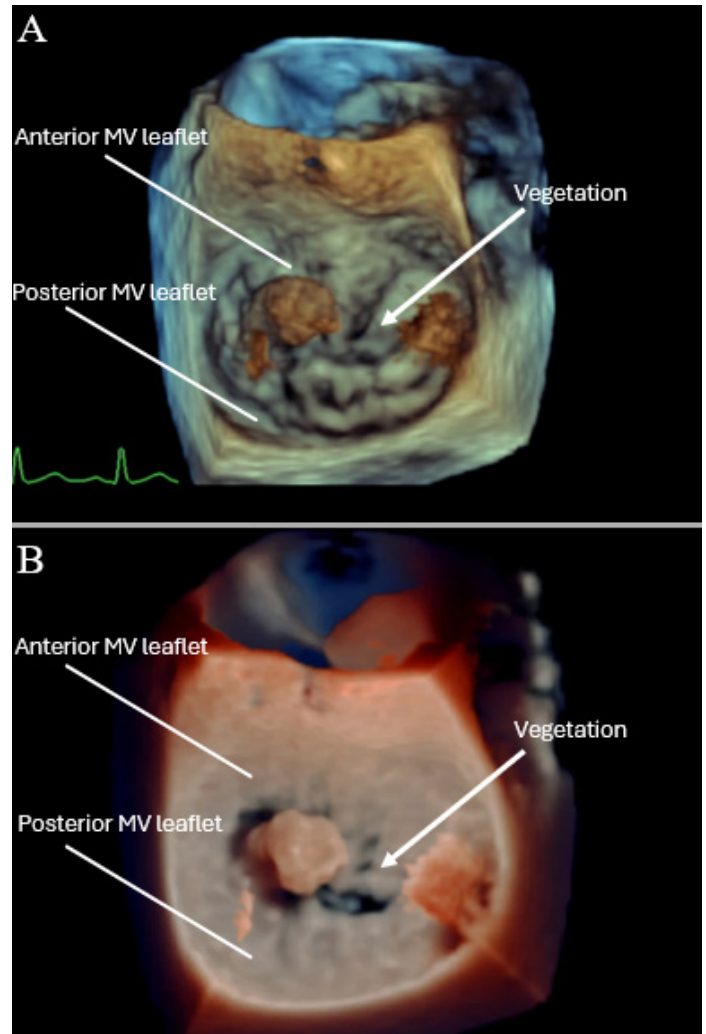 A
Anterior MV leaflet
Vegetation
Posterior MV leaflet
B
Anterior MV leaflet
Vegetation
Posterior MV leaflet